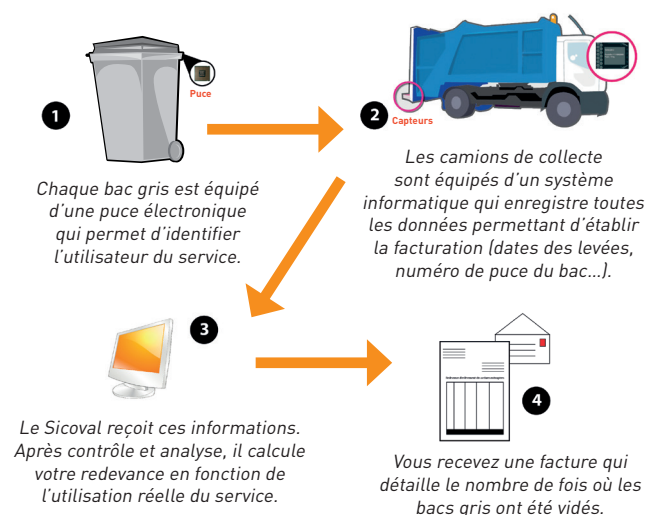 Puce
1
Chaque bac gris est équipé
d'une puce électronique
qui permet d'identifier
l'utilisateur du service.
2
Capteurs
Les camions de collecte
sont équipés d'un système
informatique qui enregistre toutes
les données permettant d'établir
la facturation (dates des levées,
numéro de puce du bac...).
3
Le Sicoval reçoit ces informations.
Après contrôle et analyse, il calcule
votre redevance en fonction de
l'utilisation réelle du service.
4
Vous recevez une facture qui
détaille le nombre de fois où les
bacs gris ont été vidés.